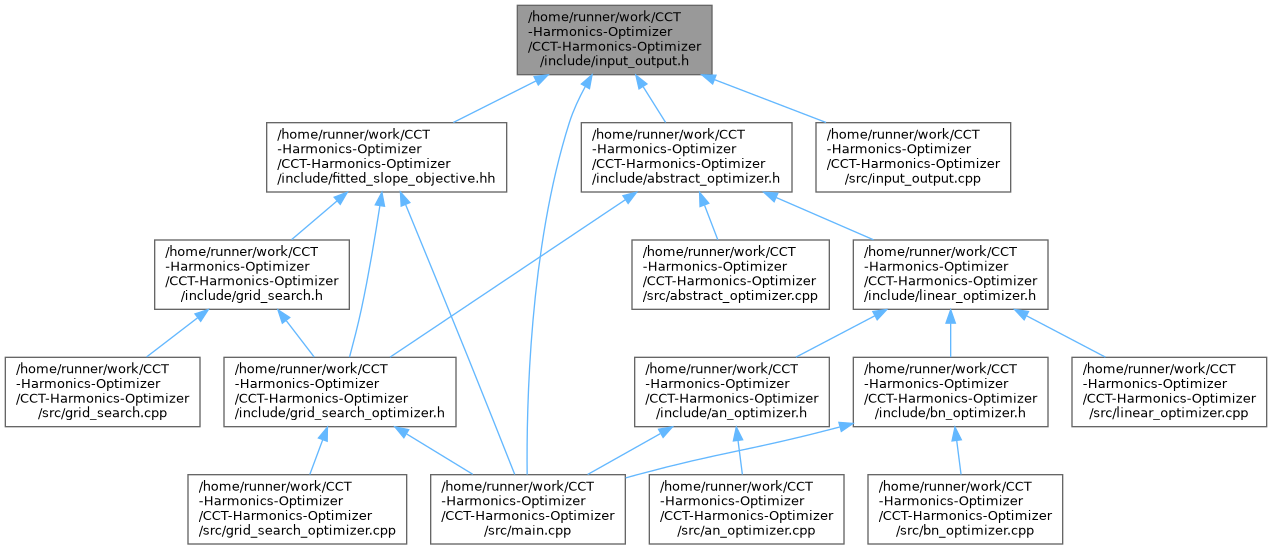 /home/runner/work/CCT
-Harmonics-Optimizer
/CCT-Harmonics-Optimizer
/include/input_output.h
/home/runner/work/CCT
-Harmonics-Optimizer
/CCT-Harmonics-Optimizer
/include/fitted_slope_objective.hh
/home/runner/work/CCT
-Harmonics-Optimizer
/CCT-Harmonics-Optimizer
/include/abstract_optimizer.h
/home/runner/work/CCT
-Harmonics-Optimizer
/CCT-Harmonics-Optimizer
/src/input_output.cpp
/home/runner/work/CCT
-Harmonics-Optimizer
/CCT-Harmonics-Optimizer
/include/grid_search.h
/home/runner/work/CCT
-Harmonics-Optimizer
/CCT-Harmonics-Optimizer
/src/abstract_optimizer.cpp
/home/runner/work/CCT
-Harmonics-Optimizer
/CCT-Harmonics-Optimizer
/include/linear_optimizer.h
/home/runner/work/CCT
-Harmonics-Optimizer
/CCT-Harmonics-Optimizer
/src/grid_search.cpp
/home/runner/work/CCT
-Harmonics-Optimizer
/CCT-Harmonics-Optimizer
/include/grid_search_optimizer.h
/home/runner/work/CCT
-Harmonics-Optimizer
/CCT-Harmonics-Optimizer
/include/an_optimizer.h
/home/runner/work/CCT
-Harmonics-Optimizer
/CCT-Harmonics-Optimizer
/include/bn_optimizer.h
/home/runner/work/CCT
-Harmonics-Optimizer
/CCT-Harmonics-Optimizer
/src/linear_optimizer.cpp
/home/runner/work/CCT
-Harmonics-Optimizer
/CCT-Harmonics-Optimizer
/src/grid_search_optimizer.cpp
/home/runner/work/CCT
-Harmonics-Optimizer
/CCT-Harmonics-Optimizer
/src/main.cpp
/home/runner/work/CCT
-Harmonics-Optimizer
/CCT-Harmonics-Optimizer
/src/an_optimizer.cpp
/home/runner/work/CCT
-Harmonics-Optimizer
/CCT-Harmonics-Optimizer
/src/bn_optimizer.cpp